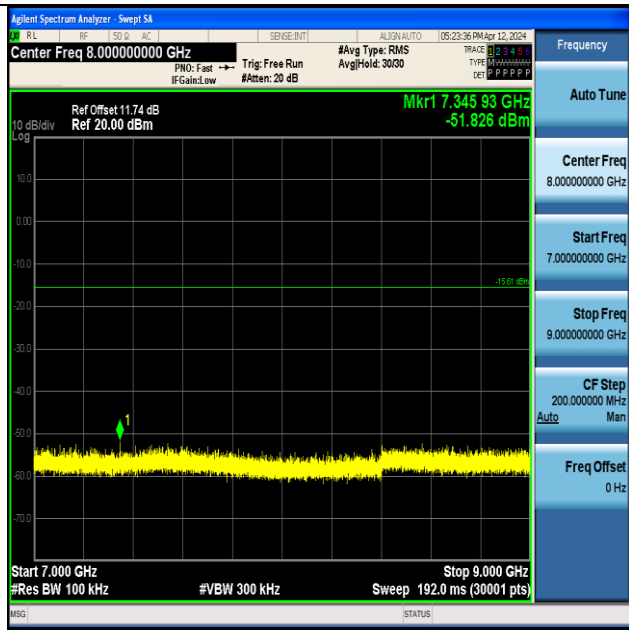 Agilent Spectrum Analyzer - Swept SA
RL RF 50 Ω AC SENSE:INT ALIGN AUTO 05:23:36 PM Apr 12, 2024
Center Freq 8.000000000 GHz
PNO: Fast
IFGain:Low
Trig: Free Run
#Atten: 20 dB
#Avg Type: RMS
Avg|Hold: 30/30
TRACE 1 2 3 4 5 6
TYPE
DET P P P P P P
Frequency
Mkr1 7.345 93 GHz
-51.826 dBm
Ref Offset 11.74 dB
Ref 20.00 dBm
10 dB/div
Log
10.0
0.00
-10.0
-15.61 dBm
-20.0
-30.0
-40.0
1
-50.0
-60.0
-70.0
Start 7.000 GHz
Stop 9.000 GHz
#Res BW 100 kHz
#VBW 300 kHz
Sweep 192.0 ms (30001 pts)
Auto Tune
Center Freq
8.000000000 GHz
Start Freq
7.000000000 GHz
Stop Freq
9.000000000 GHz
CF Step
200.000000 MHz
Auto Man
Freq Offset
0 Hz
MSG
STATUS